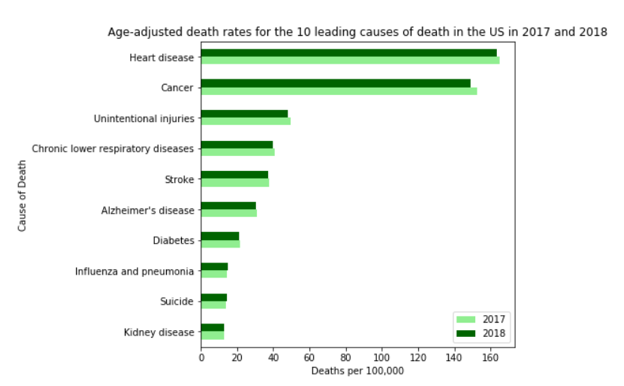 Age-adjusted death rates for the 10 leading causes of death in the US in 2017 and 2018
Cause of Death
Heart disease
Cancer
Unintentional injuries
Chronic lower respiratory diseases
Stroke
Alzheimer's disease
Diabetes
Influenza and pneumonia
Suicide
Kidney disease
2017
2018
0 20 40 60 80 100 120 140 160
Deaths per 100,000